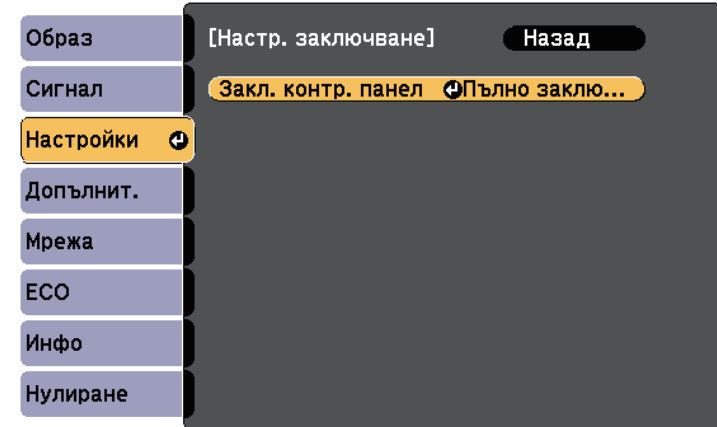 Образ
Сигнал
Настройки
Допълнит.
Мрежа
ECO
Инфо
Нулиране
[Настр. заключване] Назад
Закл. контр. панел Пълно заклю...